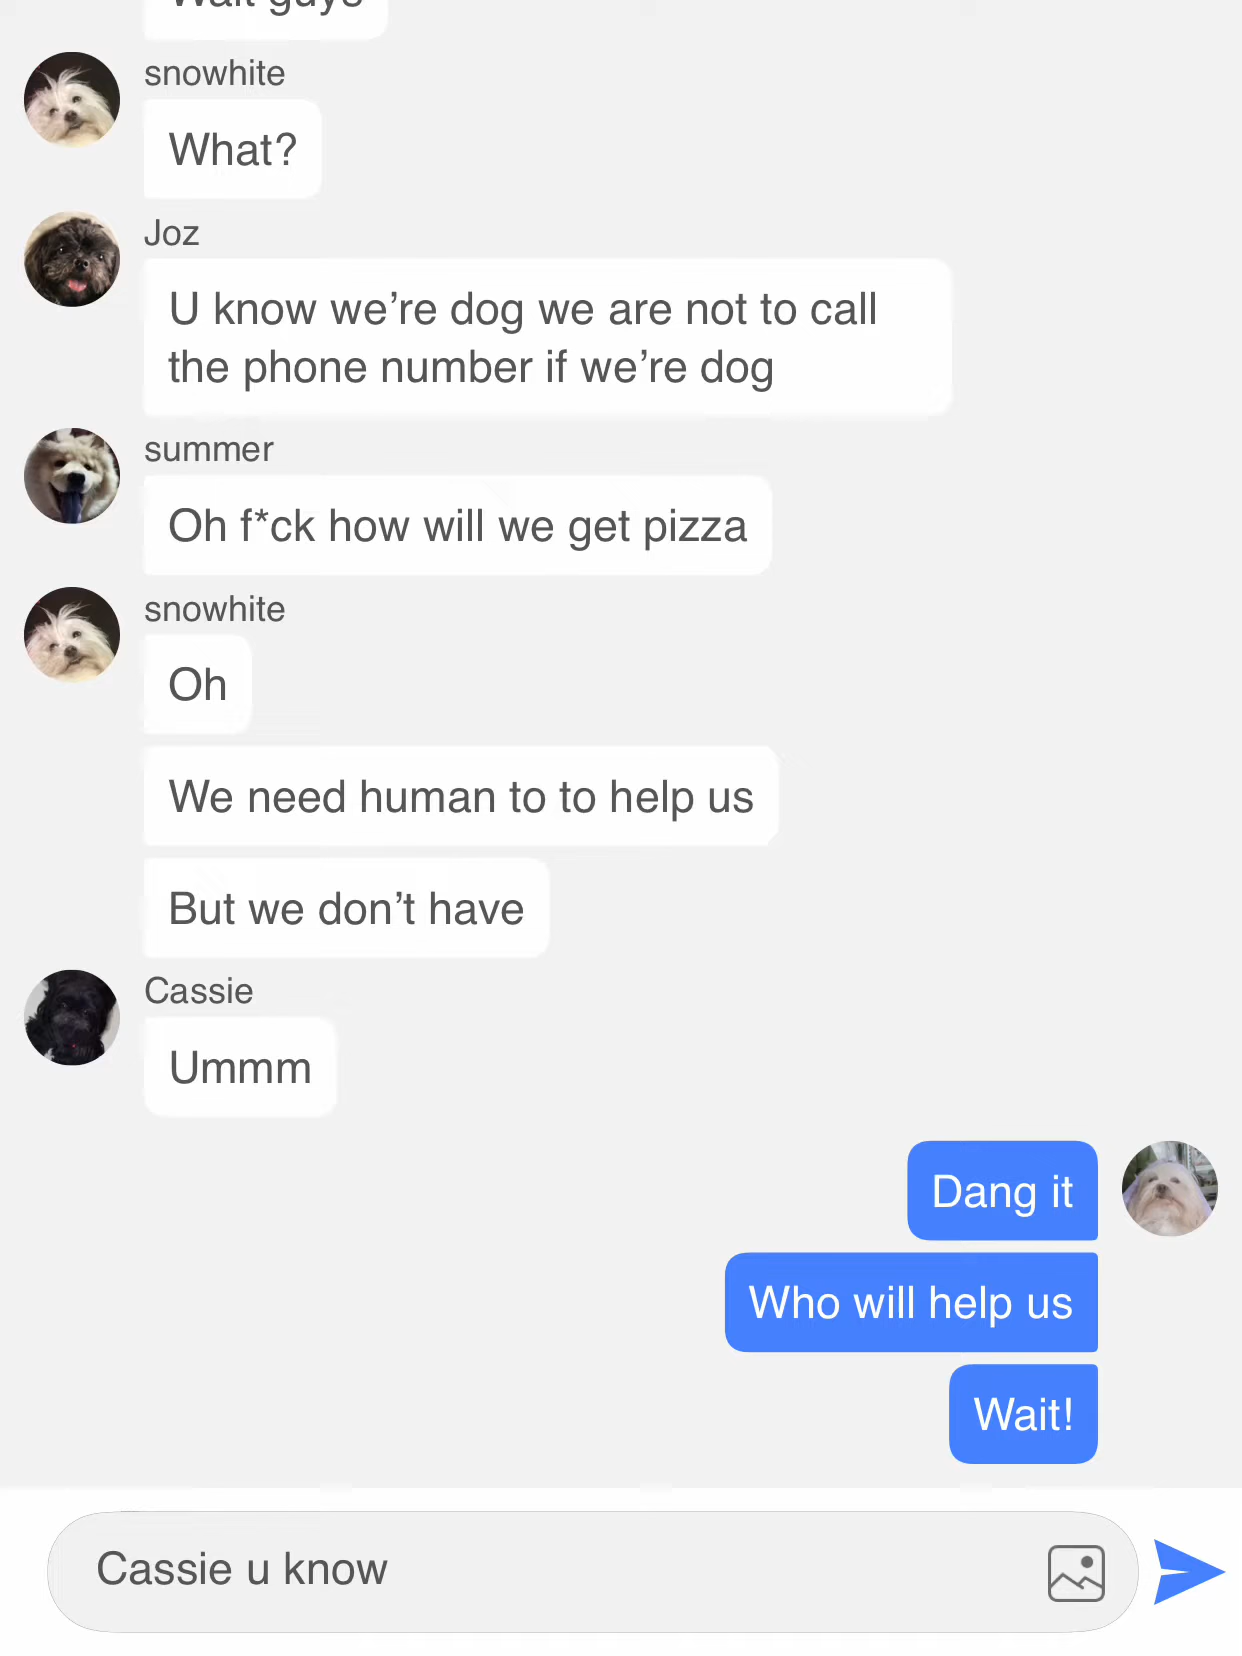 Wait guys
snowhite
What?
Joz
U know we’re dog we are not to call
the phone number if we’re dog
summer
Oh f*ck how will we get pizza
snowhite
Oh
We need human to to help us
But we don’t have
Cassie
Ummm
Dang it
Who will help us
Wait!
Cassie u know